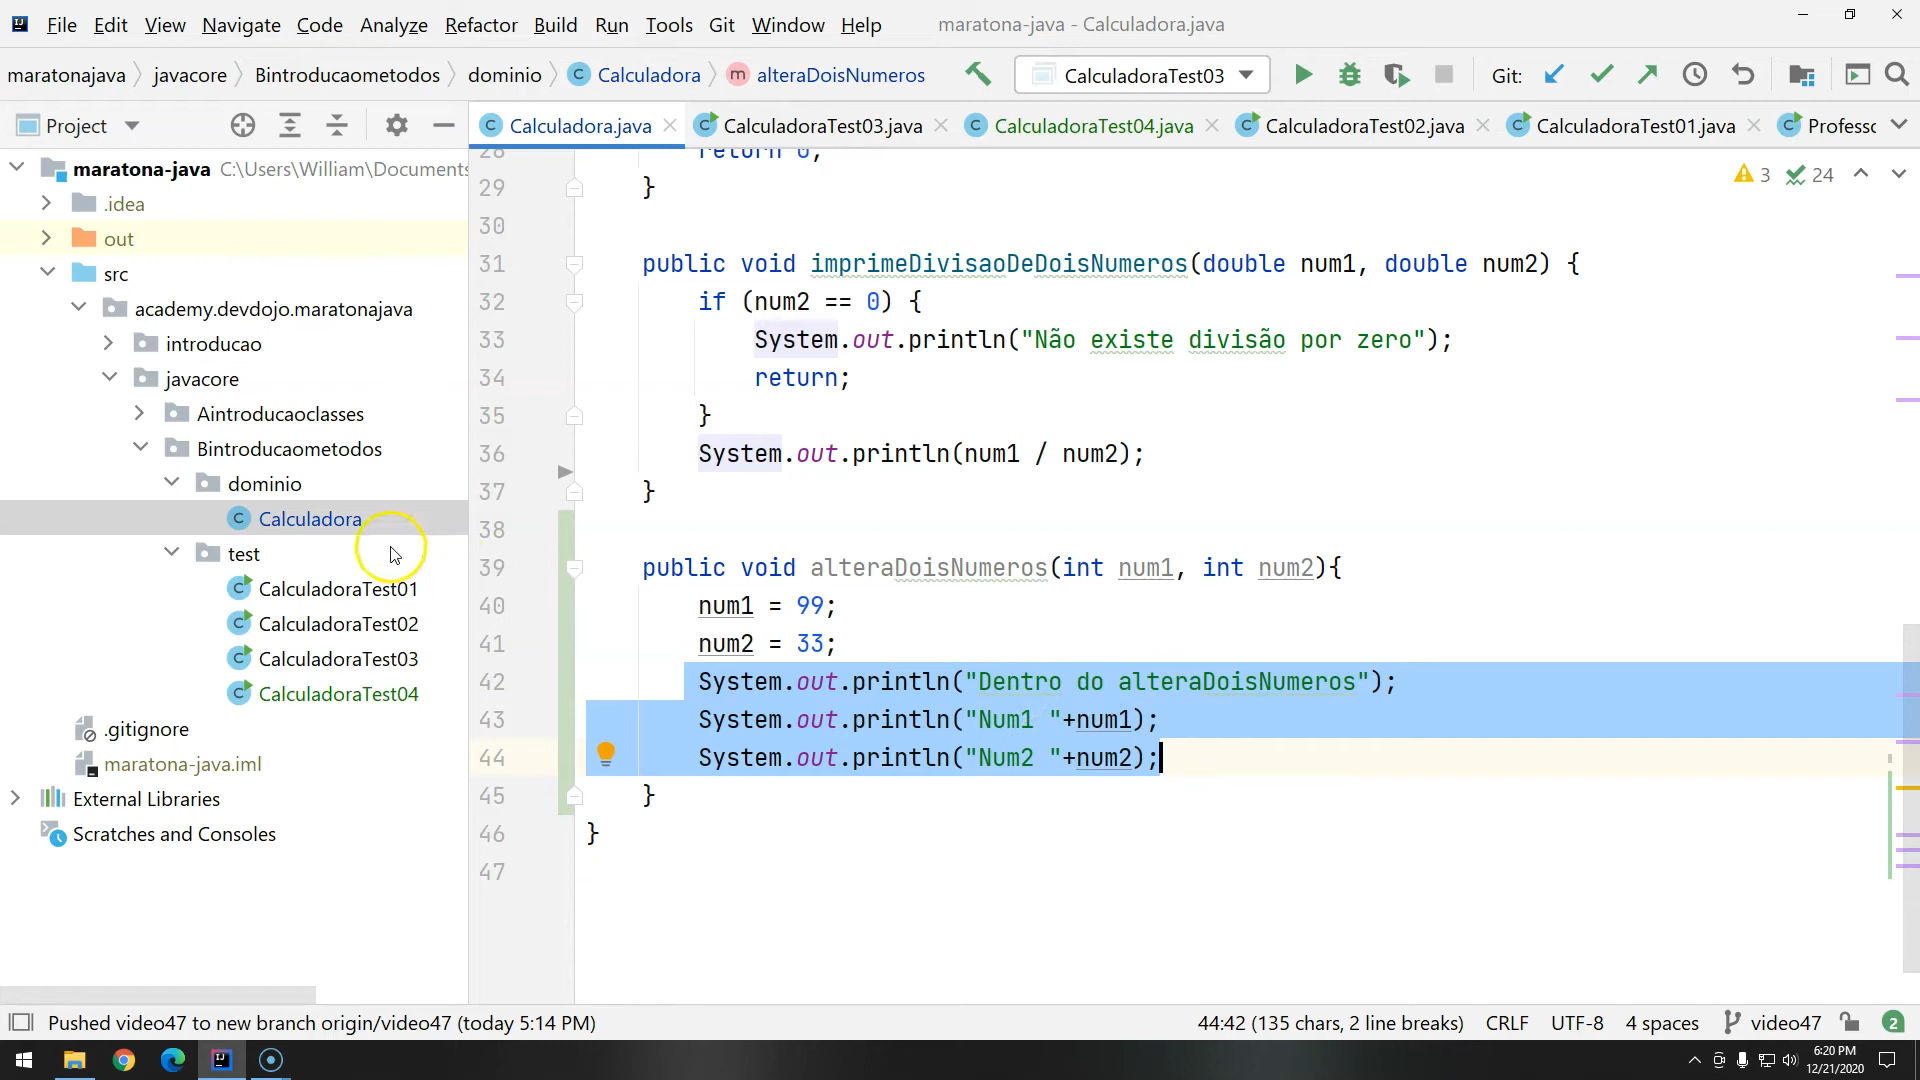 File Edit View Navigate Code Analyze Refactor Build Run Tools Git Window Help maratona-java - Calculadora.java
maratonajava javacore Bintroducaometodos dominio Calculadora alteraDoisNumeros CalculadoraTest03 Git:
Project
Calculadora.java CalculadoraTest03.java CalculadoraTest04.java CalculadoraTest02.java CalculadoraTest01.java Professo
maratona-java C:\Users\William\Documents
.idea
out
src
academy.devdojo.maratonajava
introducao
javacore
Aintroducaoclasses
Bintroducaometodos
dominio
Calculadora
test
CalculadoraTest01
CalculadoraTest02
CalculadoraTest03
CalculadoraTest04
.gitignore
maratona-java.iml
External Libraries
Scratches and Consoles
3 24
28 return 0;
29 }
30
31 public void imprimeDivisaoDeDoisNumeros(double num1, double num2) {
32 if (num2 == 0) {
33 System.out.println("Não existe divisão por zero");
34 return;
35 }
36 System.out.println(num1 / num2);
37 }
38
39 public void alteraDoisNumeros(int num1, int num2){
40 num1 = 99;
41 num2 = 33;
42 System.out.println("Dentro do alteraDoisNumeros");
43 System.out.println("Num1 "+num1);
44 System.out.println("Num2 "+num2);
45 }
46 }
47
Pushed video47 to new branch origin/video47 (today 5:14 PM) 44:42 (135 chars, 2 line breaks) CRLF UTF-8 4 spaces video47 2
6:20 PM
12/21/2020